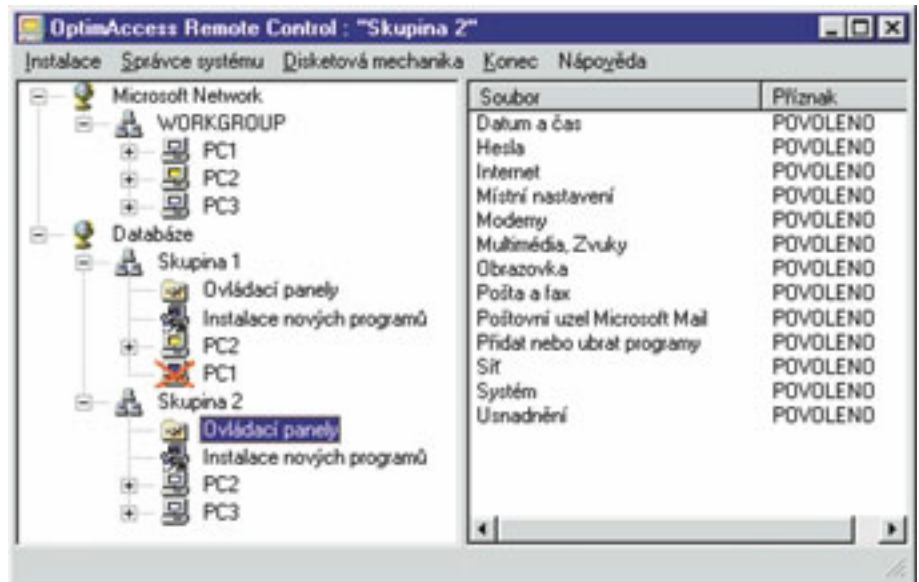 OptimAccess Remote Control : "Skupina 2"
Instalace Správce systému Disketová mechanika Konec Nápověda
Microsoft Network
WORKGROUP
PC1
PC2
PC3
Databáze
Skupina 1
Ovládací panely
Instalace nových programů
PC2
PC1
Skupina 2
Ovládací panely
Instalace nových programů
PC2
PC3
Soubor Příznak
Datum a čas POVOLENO
Hesla POVOLENO
Internet POVOLENO
Místní nastavení POVOLENO
Modemy POVOLENO
Multimédia, Zvuky POVOLENO
Obrazovka POVOLENO
Pošta a fax POVOLENO
Poštovní uzel Microsoft Mail POVOLENO
Přidat nebo ubrat programy POVOLENO
Síť POVOLENO
Systém POVOLENO
Usnadnění POVOLENO